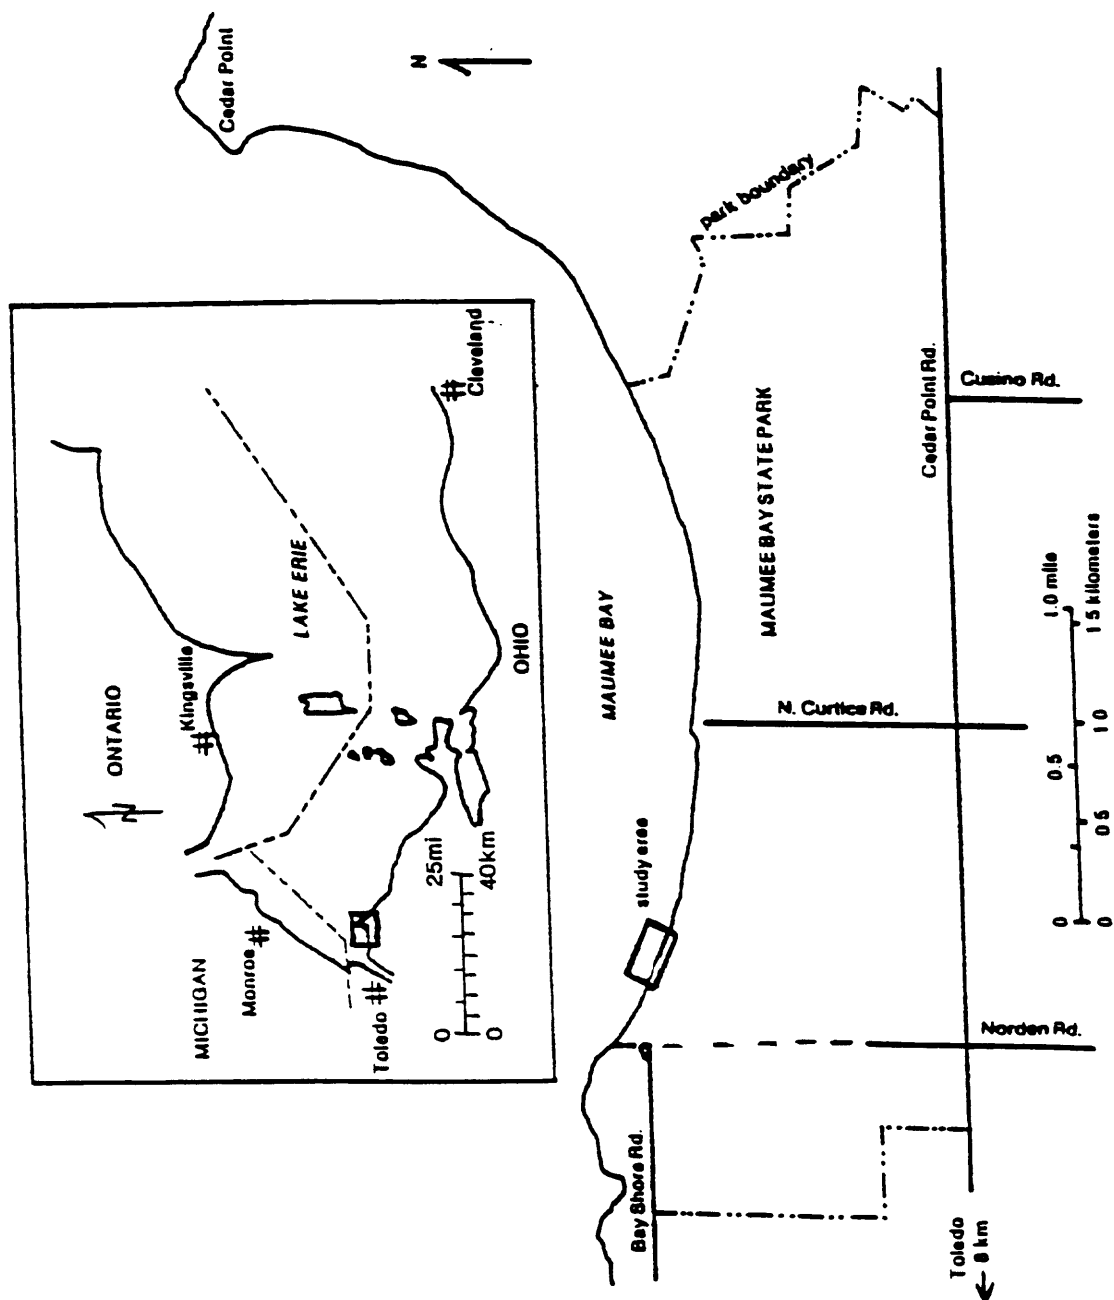 N
Cedar Point
ONTARIO
Kingsville
MICHIGAN
Monroe
LAKE ERIE
Toledo
Cleveland
OHIO
0 25mi
0 40km
MAUMEE BAY
study area
park boundary
MAUMEE BAY STATE PARK
Bay Shore Rd.
N. Curtice Rd.
Cedar Point Rd.
Norden Rd.
Cusino Rd.
Toledo
8 km
0 0.5 1.0 mile
0 0.5 1.0 1.5 kilometers